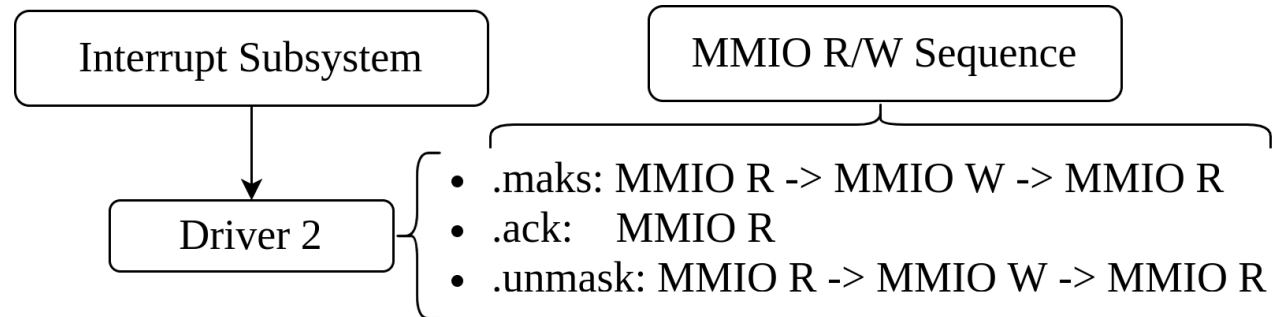 Interrupt Subsystem
MMIO R/W Sequence
Driver 2
• .maks: MMIO R -> MMIO W -> MMIO R
• .ack: MMIO R
• .unmask: MMIO R -> MMIO W -> MMIO R